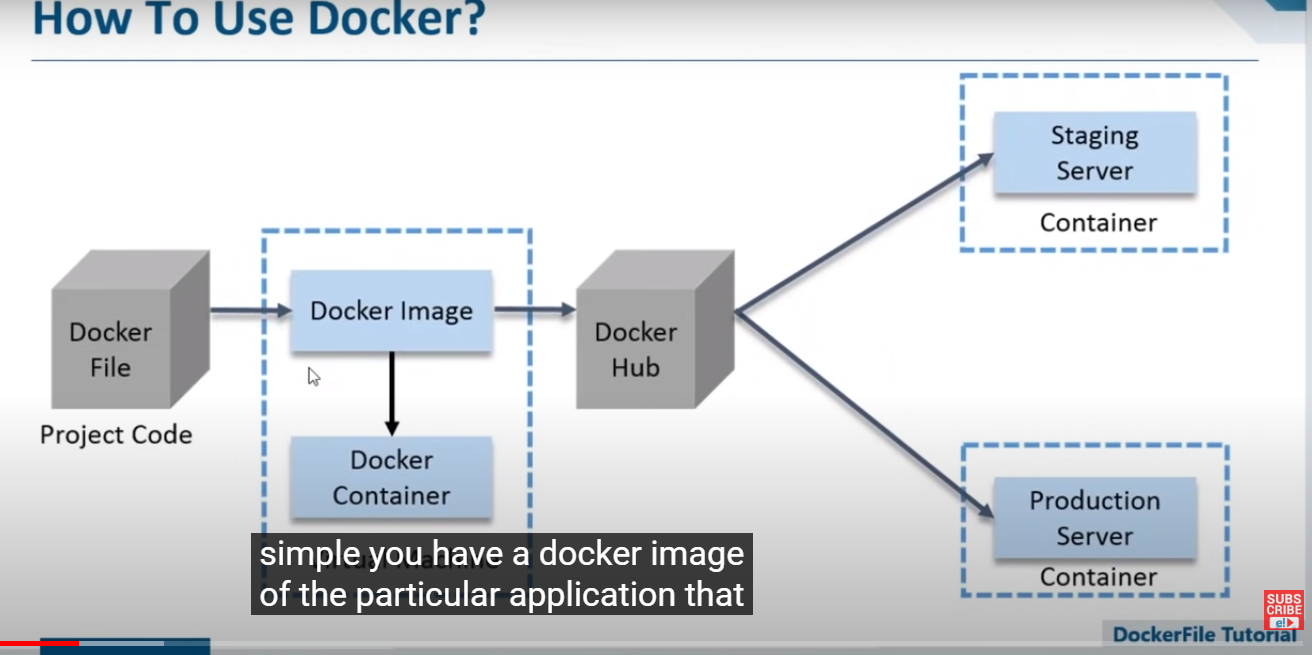 How To Use Docker?
Staging
Server
Container
Docker
File
Project Code
Docker Image
Docker
Container
Docker
Hub
Production
Server
Container
simple you have a docker image
of the particular application that
SUBS
CRIBE
e!
DockerFile Tutorial